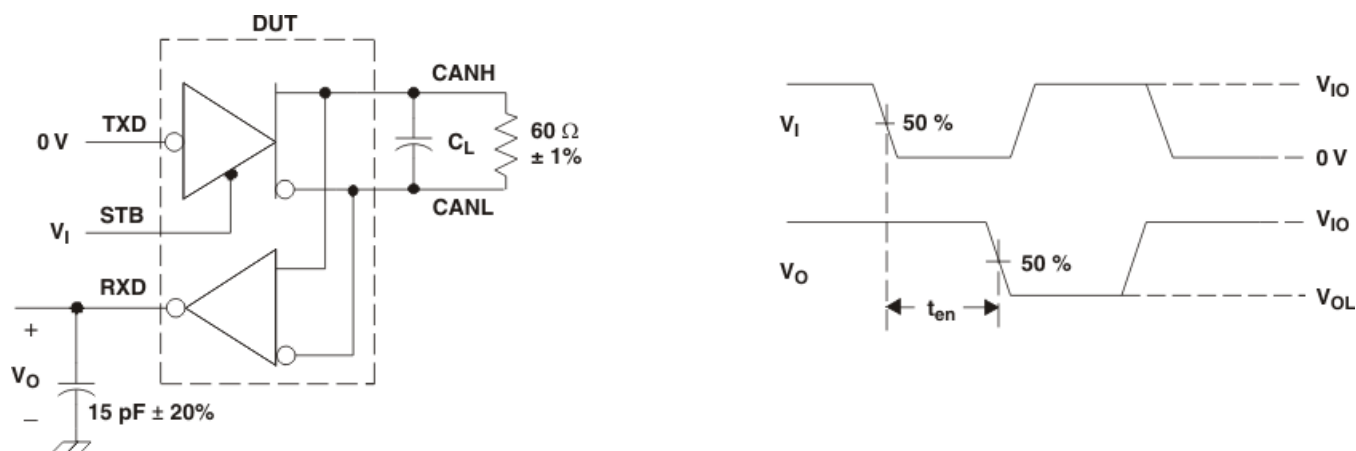 DUT
CANH
TXD
0 V
C_L
60 Ω
± 1%
STB
V_I
CANL
RXD
+
V_O
–
15 pF ± 20%
V_I
50 %
V_IO
0 V
V_O
50 %
V_IO
t_en
V_OL